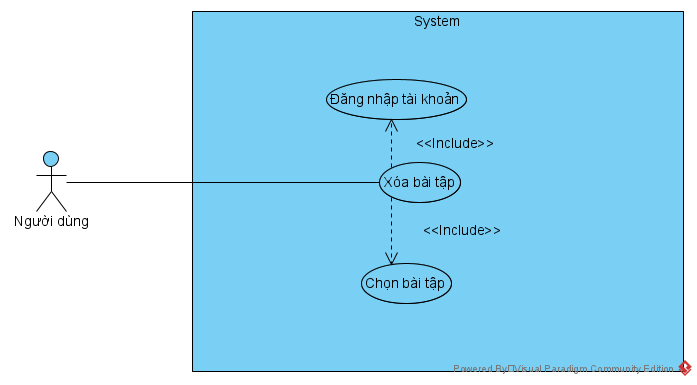 System
Đăng nhập tài khoản
<<Include>>
Xóa bài tập
Người dùng
<<Include>>
Chọn bài tập
Powered By Visual Paradigm Community Edition